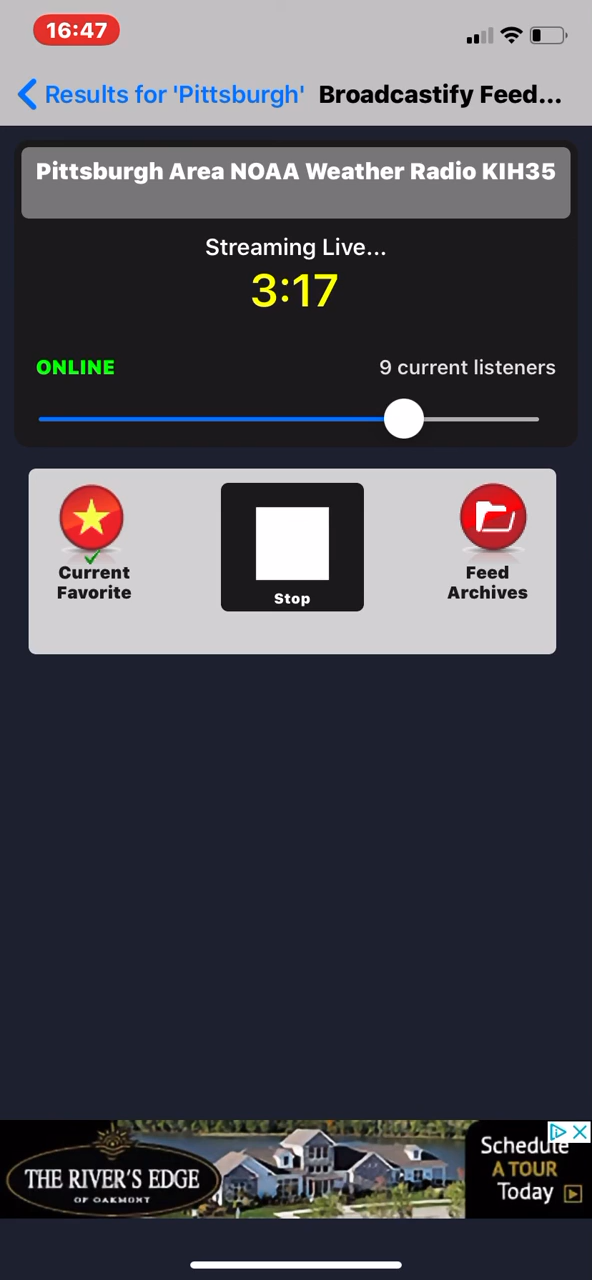 16:47
Results for 'Pittsburgh' Broadcastify Feed...
Pittsburgh Area NOAA Weather Radio KIH35
Streaming Live...
3:17
ONLINE 9 current listeners
Current
Favorite
Stop
Feed
Archives
THE RIVER'S EDGE
OF OAKMONT
Schedule
A TOUR
Today